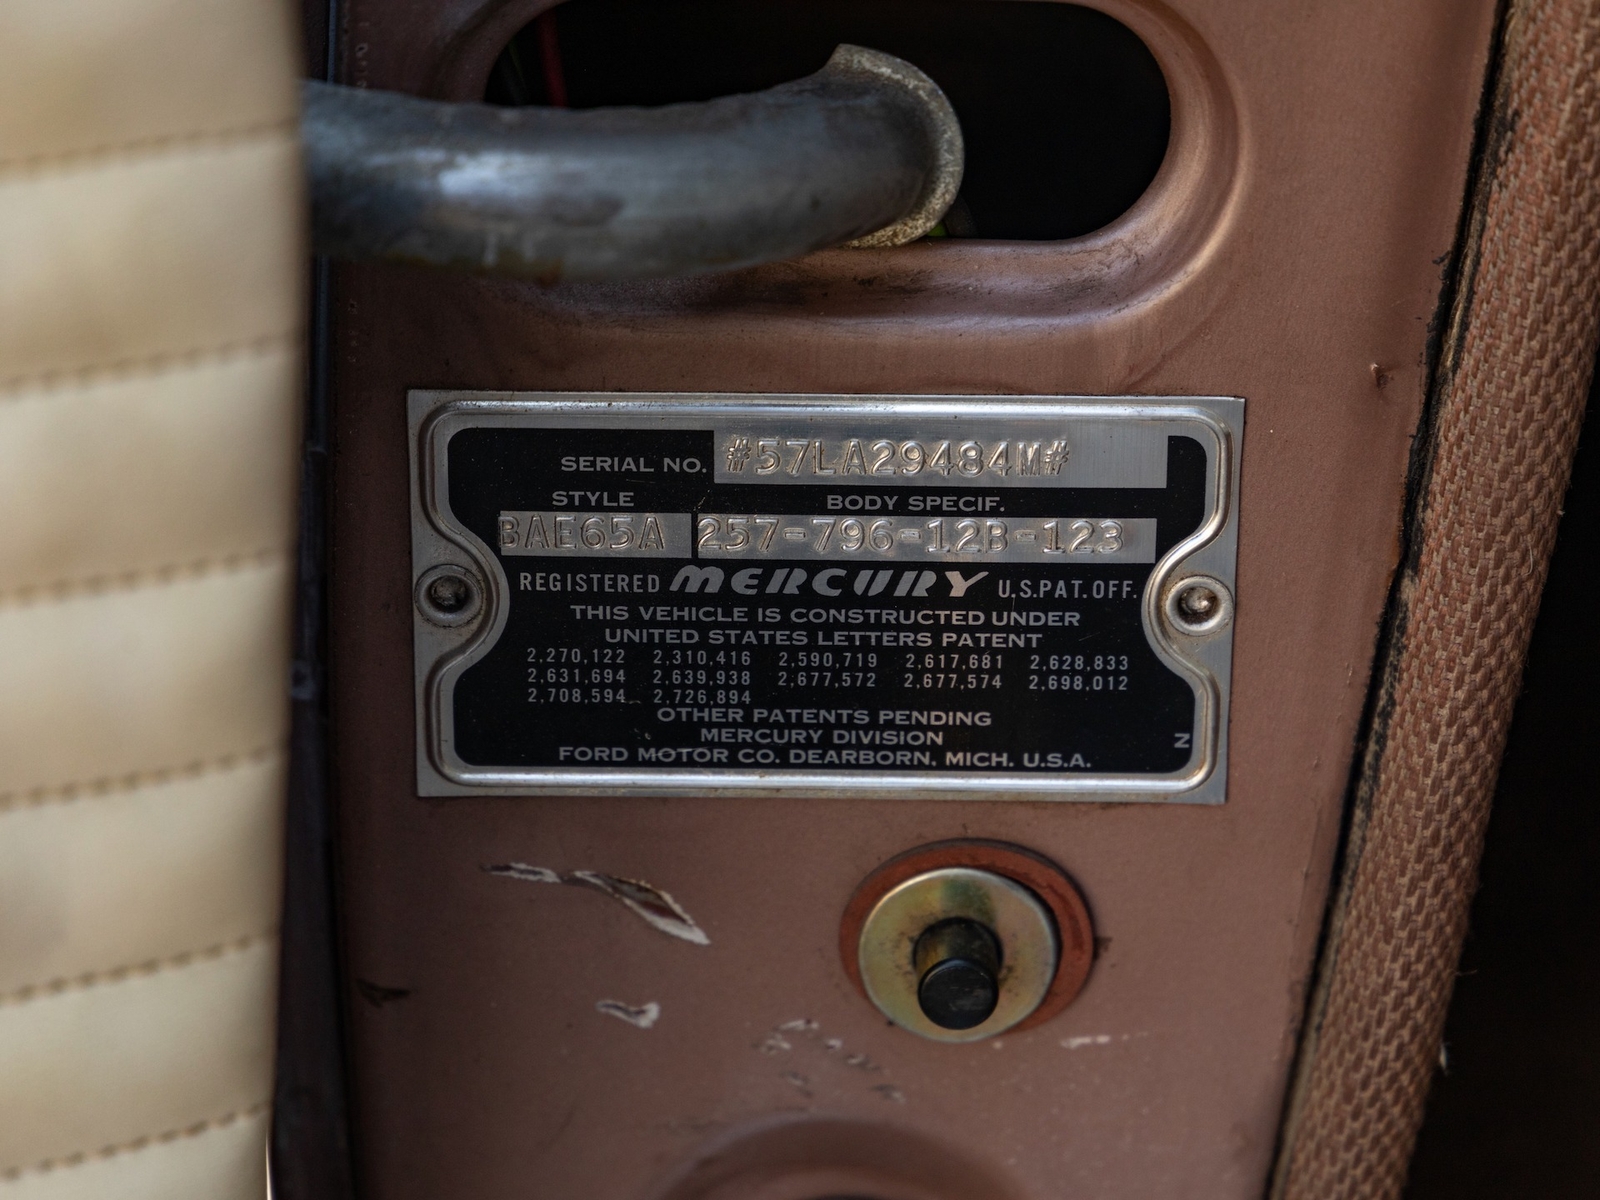 SERIAL NO. #57LA29484M#
STYLE BODY SPECIF.
BAE65A 257-796-12B-123
REGISTERED MERCURY U.S.PAT.OFF.
THIS VEHICLE IS CONSTRUCTED UNDER
UNITED STATES LETTERS PATENT
2,270,122 2,310,416 2,590,719 2,617,681 2,628,833
2,631,694 2,639,938 2,677,572 2,677,574 2,698,012
2,708,594 2,726,894
OTHER PATENTS PENDING
MERCURY DIVISION
N
FORD MOTOR CO. DEARBORN, MICH. U.S.A.